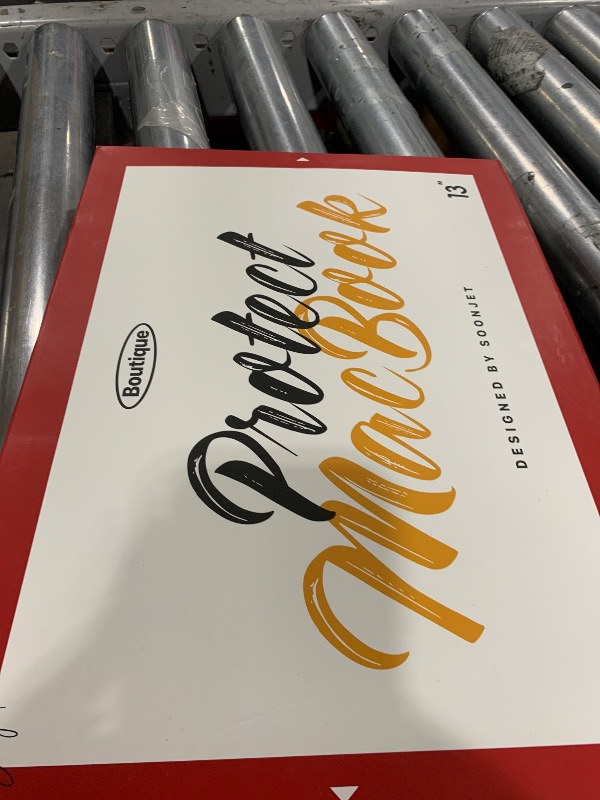 Boutique
Protect
MacBook
DESIGNED BY SOONJET
13"